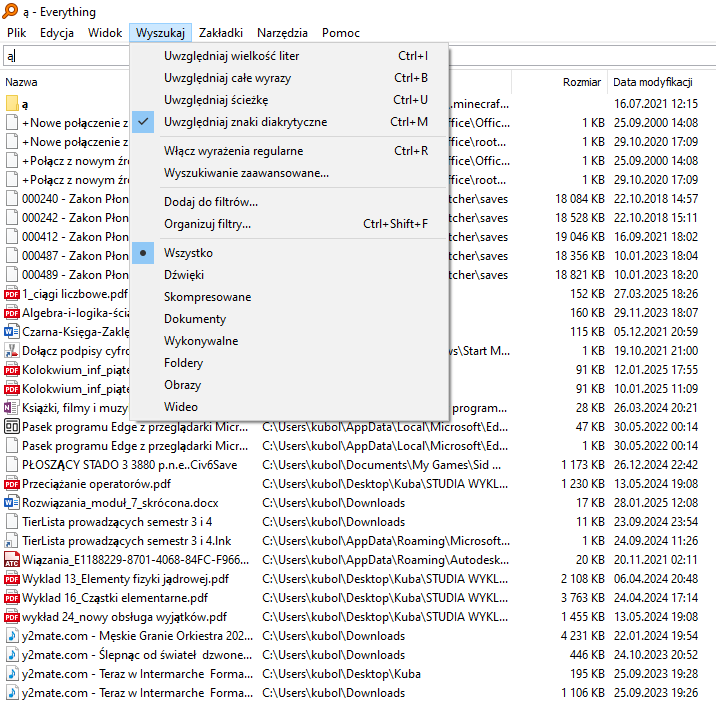 ą - Everything
Plik Edycja Widok Wyszukaj Zakładki Narzędzia Pomoc
ą
Uwzględniaj wielkość liter Ctrl+I
Uwzględniaj całe wyrazy Ctrl+B
Uwzględniaj ścieżkę Ctrl+U
Uwzględniaj znaki diakrytyczne Ctrl+M
Włącz wyrażenia regularne Ctrl+R
Wyszukiwanie zaawansowane...
Dodaj do filtrów...
Organizuj filtry... Ctrl+Shift+F
Wszystko
Dźwięki
Skompresowane
Dokumenty
Wykonywalne
Foldery
Obrazy
Wideo
Nazwa Rozmiar Data modyfikacji
ą .minecraf... 16.07.2021 12:15
+Nowe połączenie z ffice\Offic... 1 KB 25.09.2000 14:08
+Nowe połączenie z ffice\root... 1 KB 29.10.2020 17:09
+Połącz z nowym źró ffice\Offic... 1 KB 25.09.2000 14:08
+Połącz z nowym źró ffice\root... 1 KB 29.10.2020 17:09
000240 - Zakon Płon tcher\saves 18 084 KB 22.10.2018 14:57
000242 - Zakon Płon tcher\saves 18 528 KB 22.10.2018 15:11
000412 - Zakon Płon tcher\saves 19 046 KB 16.09.2021 18:02
000487 - Zakon Płon tcher\saves 18 356 KB 10.01.2023 18:04
000489 - Zakon Płon tcher\saves 18 821 KB 10.01.2023 18:20
1_ciągi liczbowe.pdf 152 KB 27.03.2025 18:26
Algebra-i-logika-ścia 160 KB 29.11.2023 18:07
Czarna-Księga-Zaklę 115 KB 05.12.2021 20:59
Dołącz podpisy cyfro ws\Start M... 1 KB 19.10.2021 21:00
Kolokwium_inf_piąte 91 KB 12.01.2025 17:55
Kolokwium_inf_piąte 91 KB 10.01.2025 11:09
Książki, filmy i muzy program... 28 KB 26.03.2024 20:21
Pasek programu Edge z przeglądarki Micr... C:\Users\kubol\AppData\Local\Microsoft\Ed... 47 KB 30.05.2022 00:14
Pasek programu Edge z przeglądarki Micr... C:\Users\kubol\AppData\Local\Microsoft\Ed... 1 KB 30.05.2022 00:14
PŁOSZĄCY STADO 3 3880 p.n.e..Civ6Save C:\Users\kubol\Documents\My Games\Sid ... 1 173 KB 26.12.2024 22:42
Przeciążanie operatorów.pdf C:\Users\kubol\Desktop\Kuba\STUDIA WYKL... 1 230 KB 13.05.2024 19:08
Rozwiązania_moduł_7_skrócona.docx C:\Users\kubol\Downloads 17 KB 28.01.2025 12:08
TierLista prowadzących semestr 3 i 4 C:\Users\kubol\Downloads 11 KB 23.09.2024 23:54
TierLista prowadzących semestr 3 i 4.lnk C:\Users\kubol\AppData\Roaming\Microsoft... 1 KB 24.09.2024 11:26
Wiązania_E1188229-8701-4068-84FC-F966... C:\Users\kubol\AppData\Roaming\Autodesk... 20 KB 20.11.2021 02:11
Wyklad 13_Elementy fizyki jądrowej.pdf C:\Users\kubol\Desktop\Kuba\STUDIA WYKL... 2 108 KB 06.04.2024 20:48
Wyklad 16_Cząstki elementarne.pdf C:\Users\kubol\Desktop\Kuba\STUDIA WYKL... 3 763 KB 24.04.2024 17:14
wykład 24_nowy obsługa wyjątków.pdf C:\Users\kubol\Desktop\Kuba\STUDIA WYKL... 1 455 KB 13.05.2024 19:08
y2mate.com - Męskie Granie Orkiestra 202... C:\Users\kubol\Downloads 4 231 KB 22.01.2024 19:54
y2mate.com - Ślepnąc od świateł dzwone... C:\Users\kubol\Downloads 446 KB 24.10.2023 20:52
y2mate.com - Teraz w Intermarche Forma... C:\Users\kubol\Desktop\Kuba 195 KB 25.09.2023 19:28
y2mate.com - Teraz w Intermarche Forma... C:\Users\kubol\Downloads 1 106 KB 25.09.2023 19:26